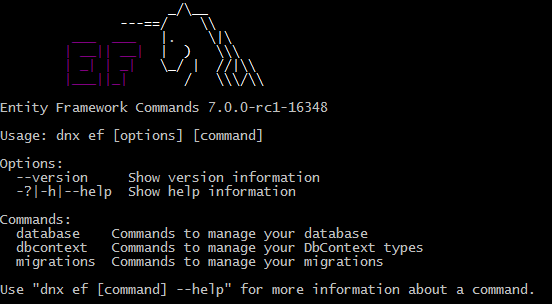 Entity Framework Commands 7.0.0-rc1-16348
Usage: dnx ef [options] [command]
Options:
--version Show version information
-?|-h|--help Show help information
Commands:
database Commands to manage your database
dbcontext Commands to manage your DbContext types
migrations Commands to manage your migrations
Use "dnx ef [command] --help" for more information about a command.